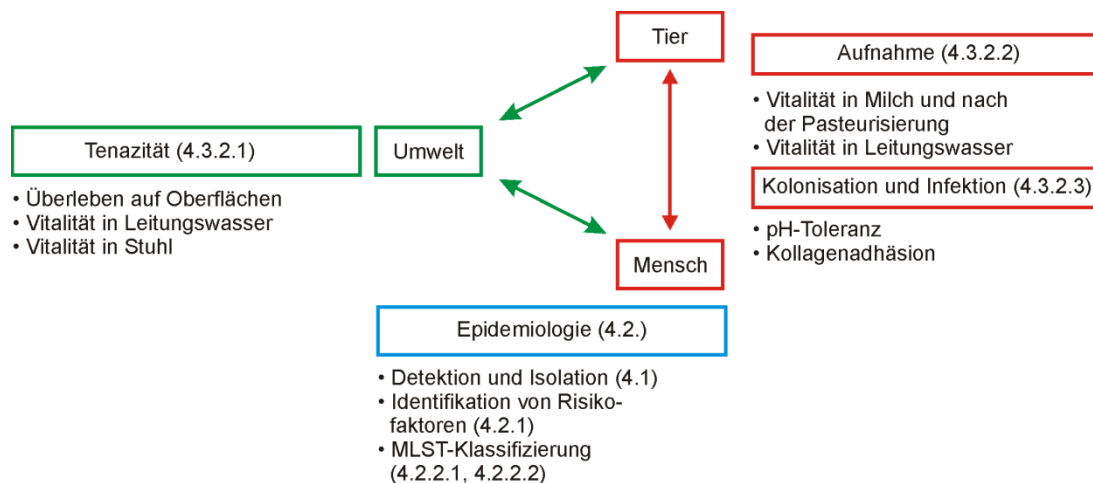 Tier
Aufnahme (4.3.2.2)
• Vitalität in Milch und nach
der Pasteurisierung
• Vitalität in Leitungswasser
Tenazität (4.3.2.1)
Umwelt
• Überleben auf Oberflächen
• Vitalität in Leitungswasser
• Vitalität in Stuhl
Kolonisation und Infektion (4.3.2.3)
• pH-Toleranz
• Kollagenadhäsion
Mensch
Epidemiologie (4.2.)
• Detektion und Isolation (4.1)
• Identifikation von Risiko-
faktoren (4.2.1)
• MLST-Klassifizierung
(4.2.2.1, 4.2.2.2)